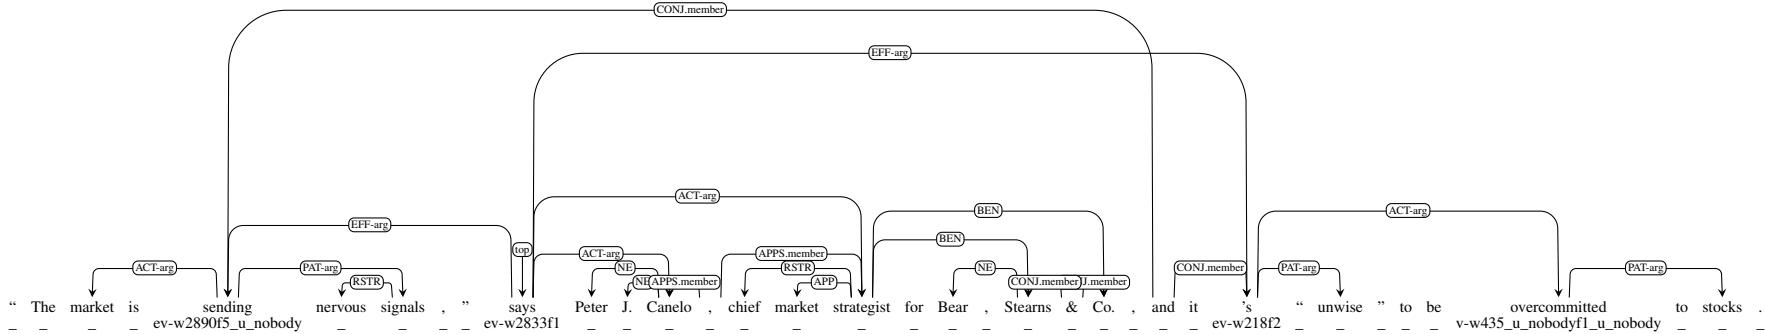 CONJ.member
EFF-arg
ACT-arg
BEN
ACT-arg
EFF-arg
BEN
top
ACT-arg
APPS.member
ACT-arg
PAT-arg
NE
RSTR
NE
CONJ.member
PAT-arg
PAT-arg
RSTR
NE
APPS.member
APP
CONJ.member
J.member
“ The market is sending nervous signals , ” says Peter J. Canelo , chief market strategist for Bear , Stearns & Co. , and it 's “ unwise ” to be overcommitted to stocks .
_ _ _ _ ev-w2890f5_u_nobody _ _ _ _ ev-w2833f1 _ _ _ _ _ _ _ _ _ _ _ _ _ _ _ _ ev-w218f2 _ _ _ _ _ v-w435_u_nobodyf1_u_nobody _ _ _